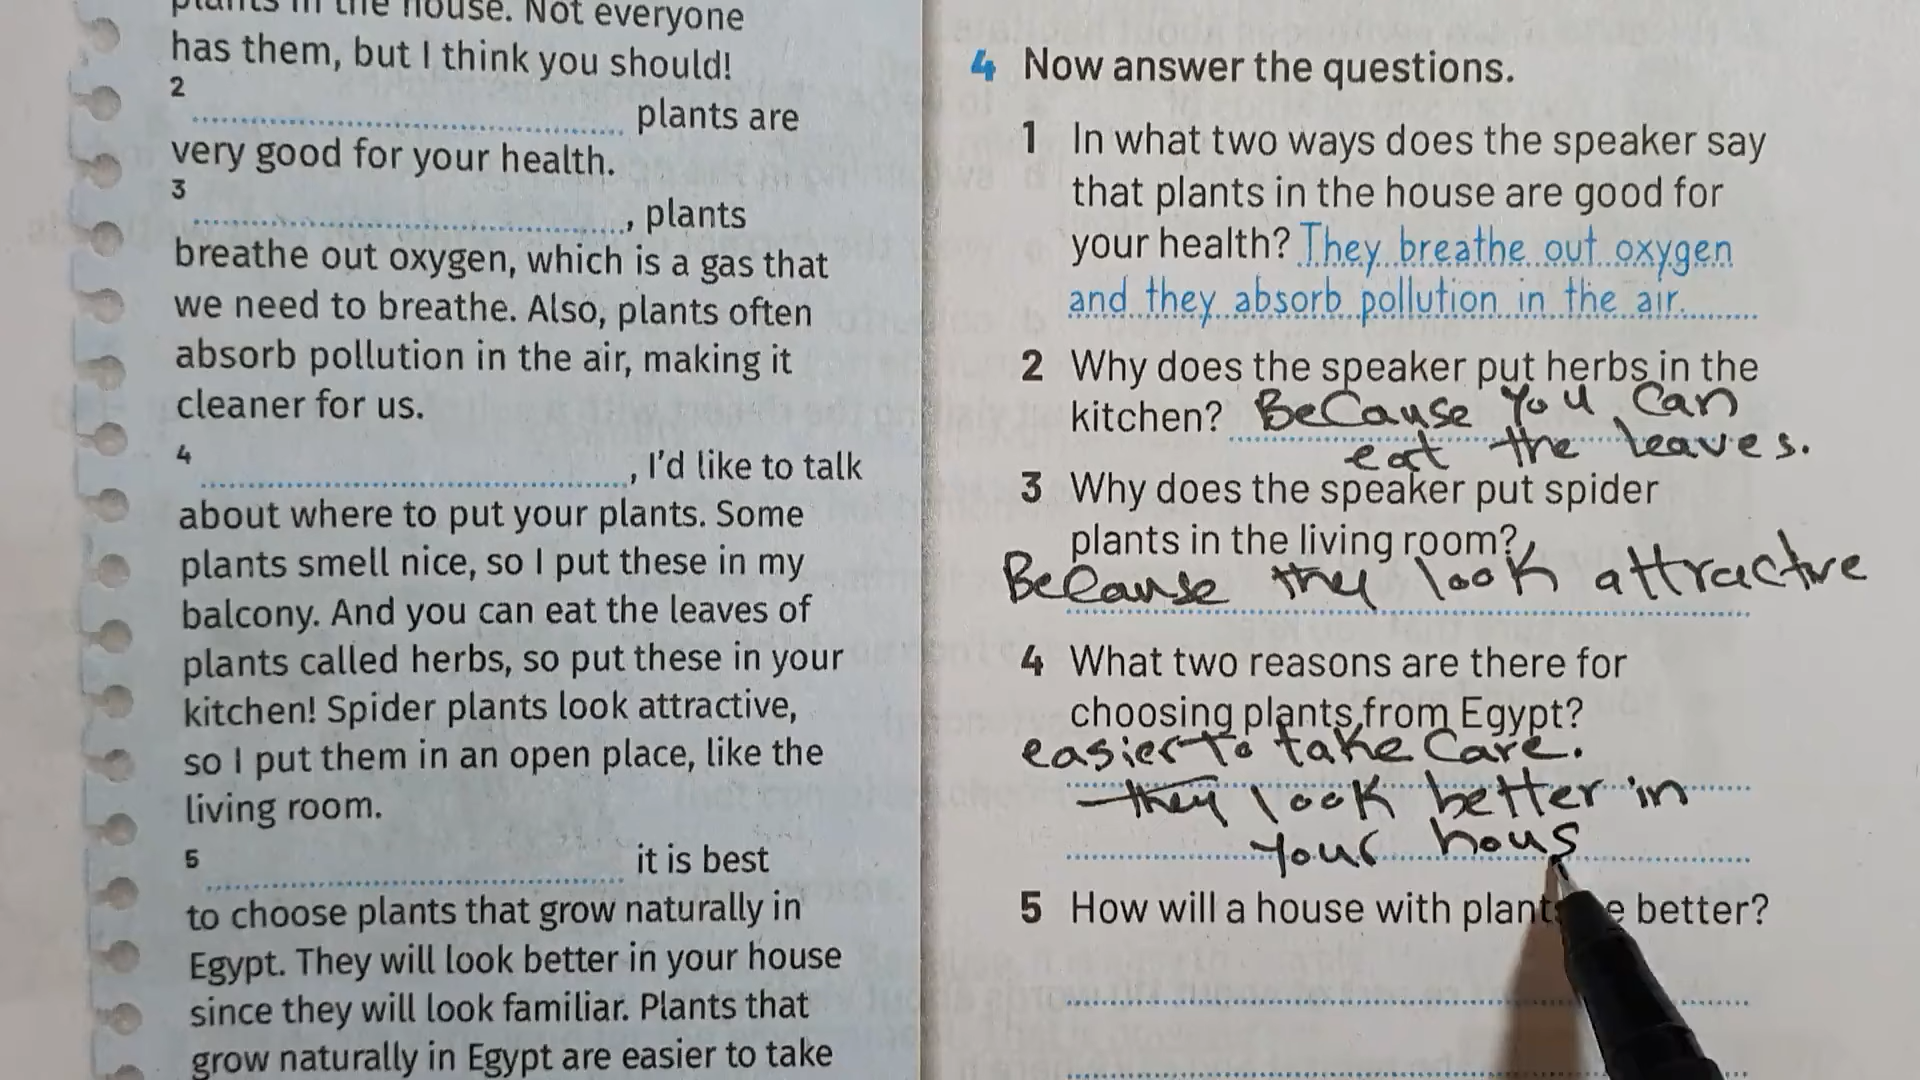 plants in the house. Not everyone
has them, but I think you should!
2
plants are
very good for your health.
3
, plants
breathe out oxygen, which is a gas that
we need to breathe. Also, plants often
absorb pollution in the air, making it
cleaner for us.
4
, I'd like to talk
about where to put your plants. Some
plants smell nice, so I put these in my
balcony. And you can eat the leaves of
plants called herbs, so put these in your
kitchen! Spider plants look attractive,
so I put them in an open place, like the
living room.
5
it is best
to choose plants that grow naturally in
Egypt. They will look better in your house
since they will look familiar. Plants that
grow naturally in Egypt are easier to take
4 Now answer the questions.
1 In what two ways does the speaker say
that plants in the house are good for
your health? They breathe out oxygen
and they absorb pollution in the air.
2 Why does the speaker put herbs in the
kitchen? Because you can
eat the leaves.
3 Why does the speaker put spider
plants in the living room?
Because they look attractive
4 What two reasons are there for
choosing plants from Egypt?
easier to take care.
they look better in
your hous
5 How will a house with plant e better?